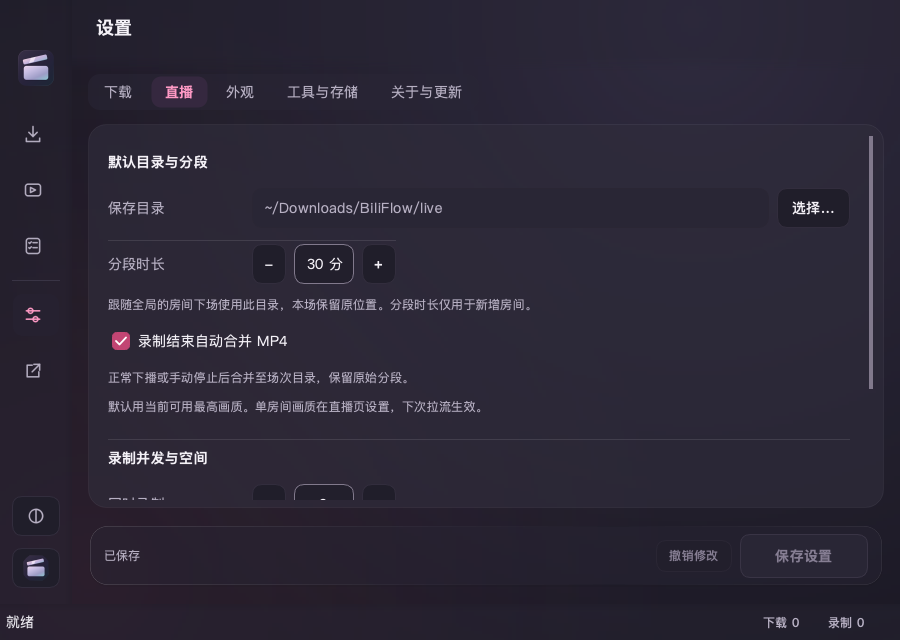 设置
下载 直播 外观 工具与存储 关于与更新
默认目录与分段
保存目录 ~/Downloads/BiliFlow/live 选择...
分段时长 − 30 分 +
跟随全局的房间下场使用此目录，本场保留原位置。分段时长仅用于新增房间。
录制结束自动合并 MP4
正常下播或手动停止后合并至场次目录，保留原始分段。
默认用当前可用最高画质。单房间画质在直播页设置，下次拉流生效。
录制并发与空间
已保存 撤销修改 保存设置
就绪 下载 0 录制 0